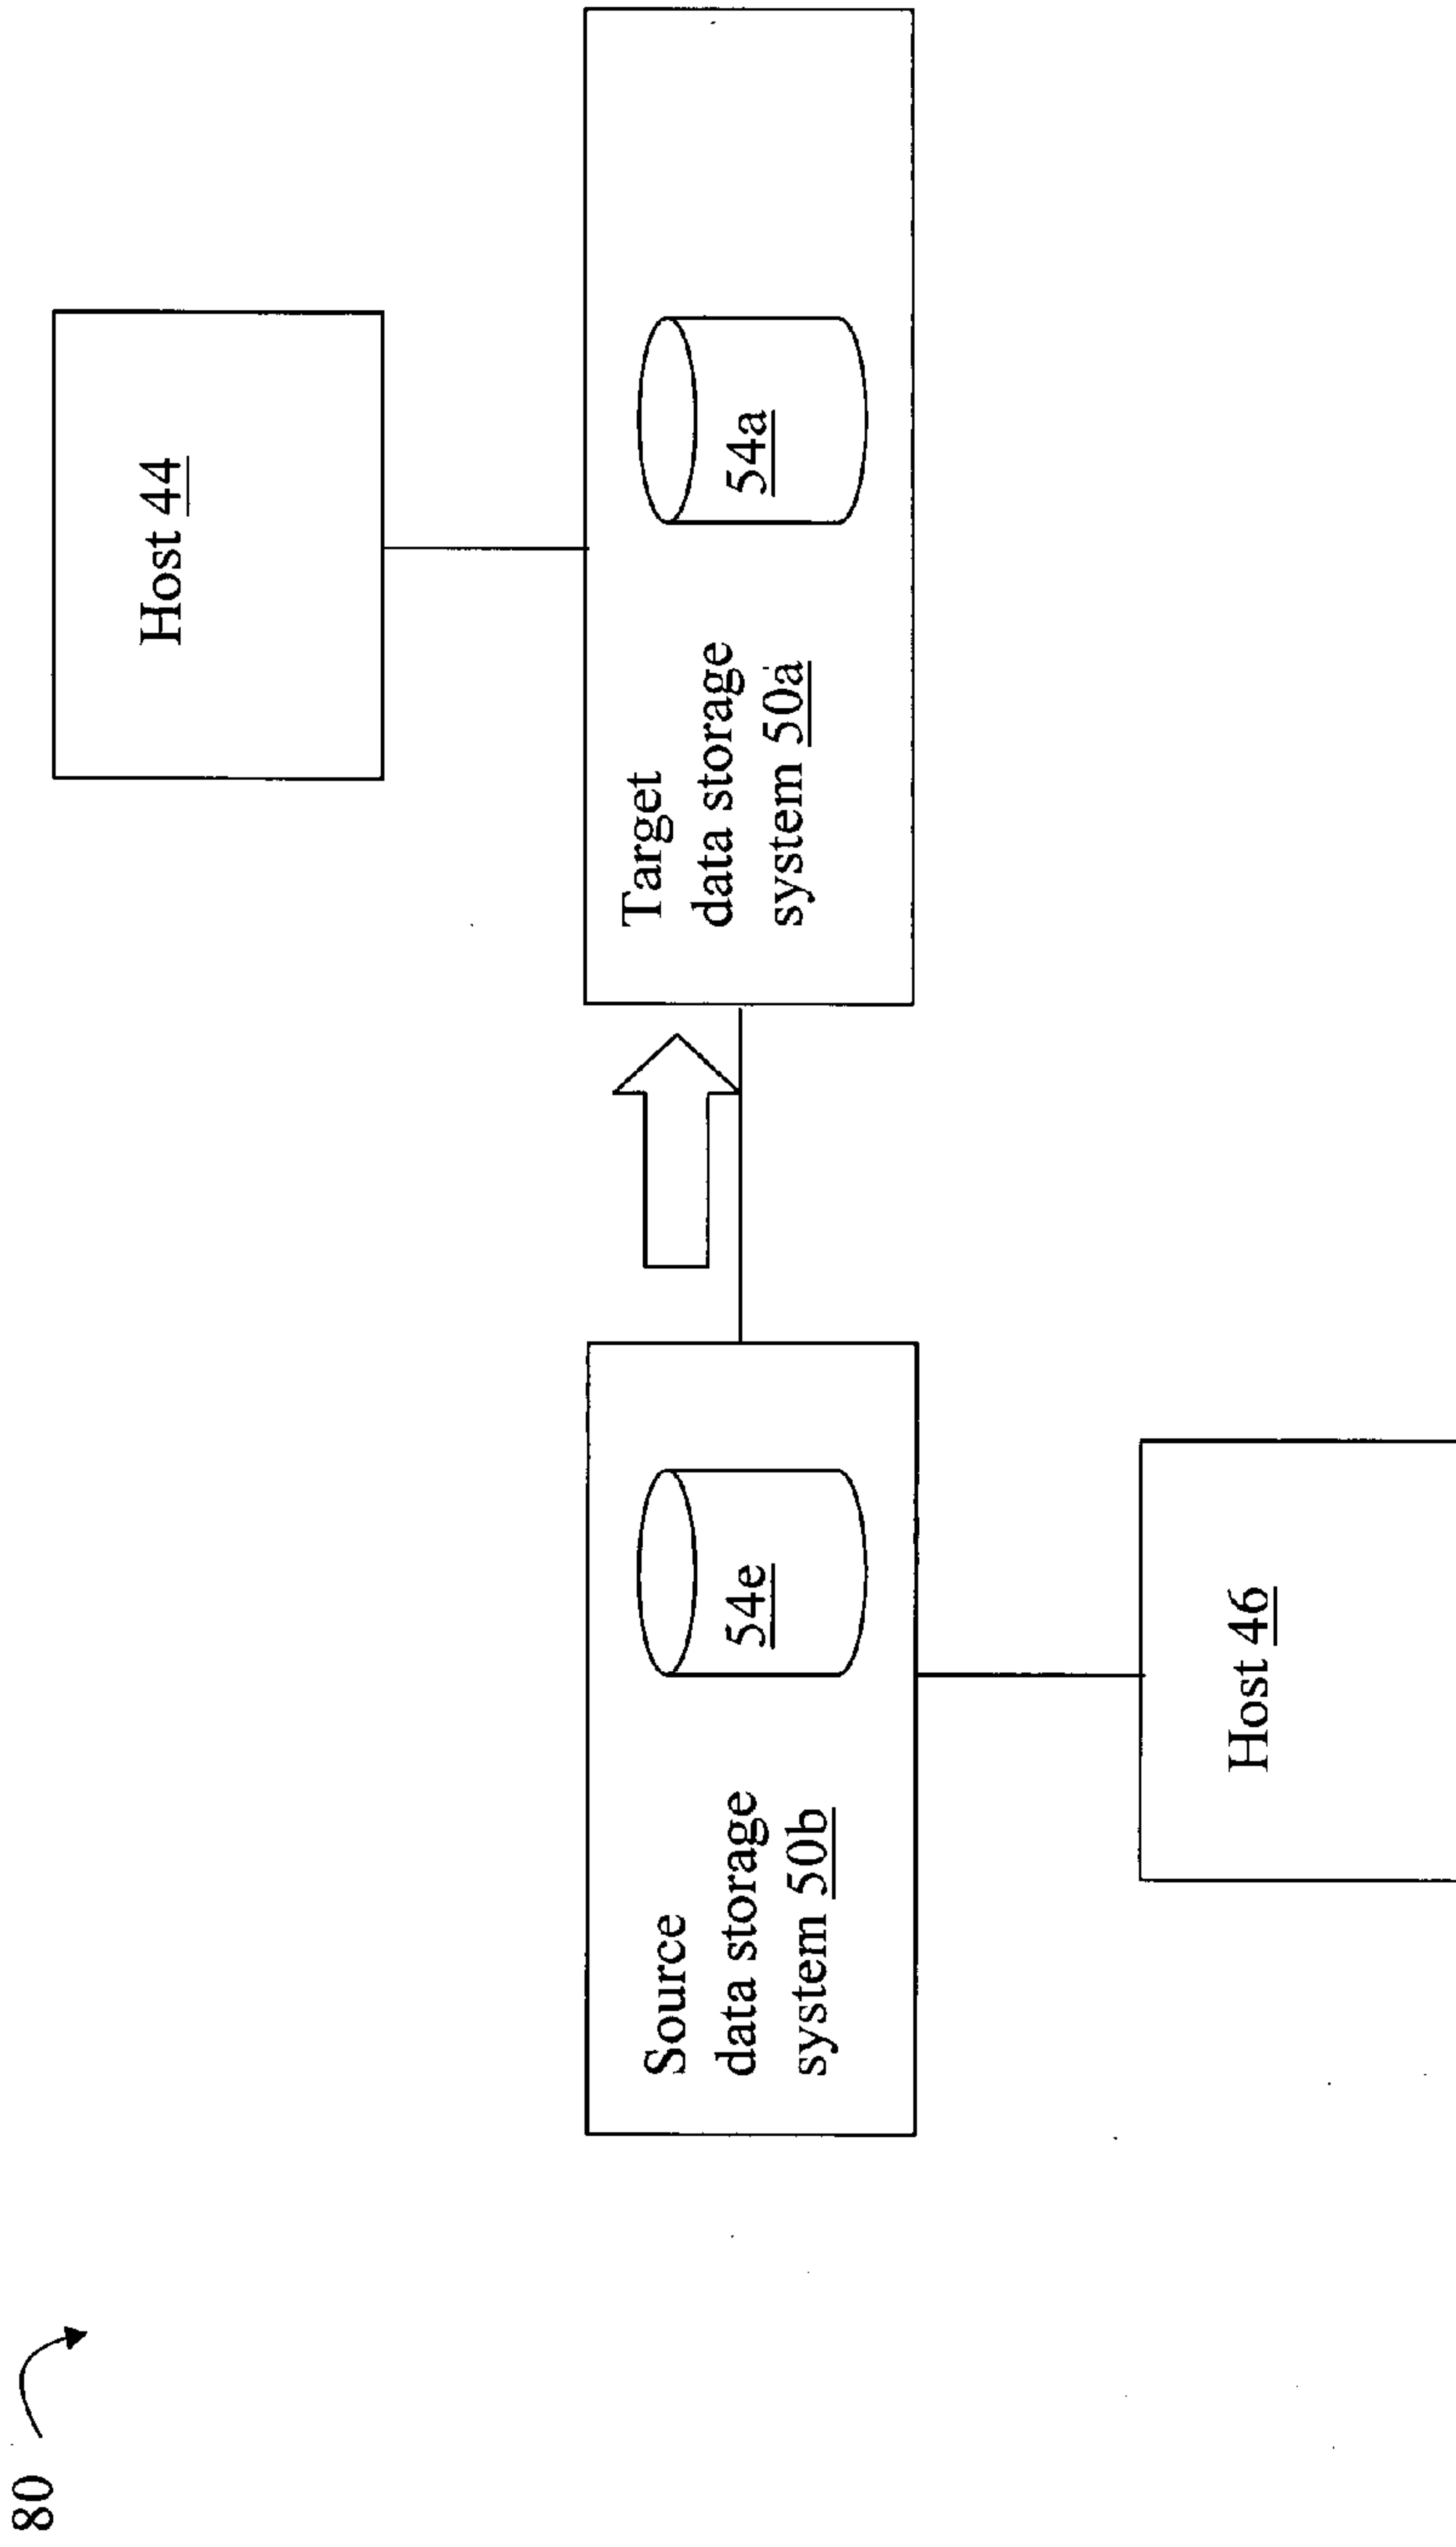 80
Host 44
Source
data storage
system 50b
54e
Target
data storage
system 50a
54a
Host 46